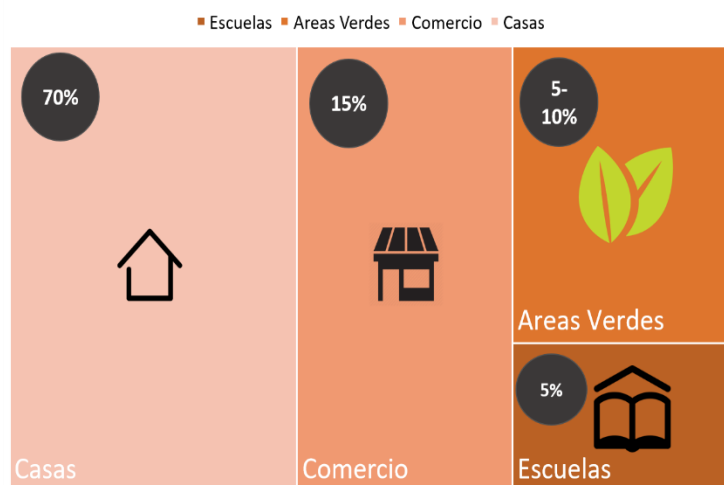 Escuelas Areas Verdes Comercio Casas
70%
15%
5-
10%
Areas Verdes
5%
Casas
Comercio
Escuelas